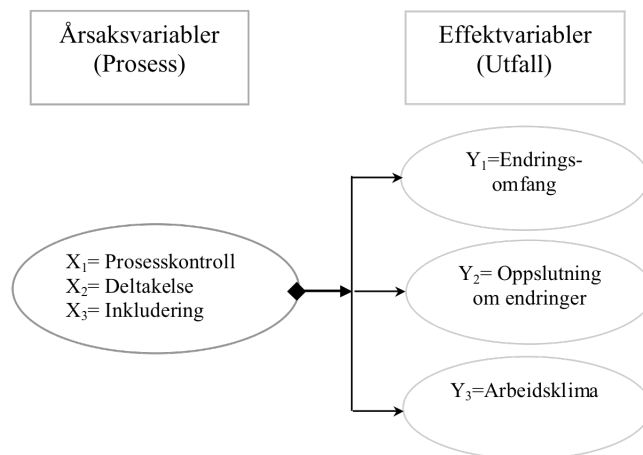 Årsaksvariabler
(Prosess)
Effektvariabler
(Utfall)
Y₁=Endrings-
omfang
X₁= Prosesskontroll
X₂= Deltakelse
X₃= Inkludering
Y₂= Oppslutning
om endringer
Y₃=Arbeidsklima